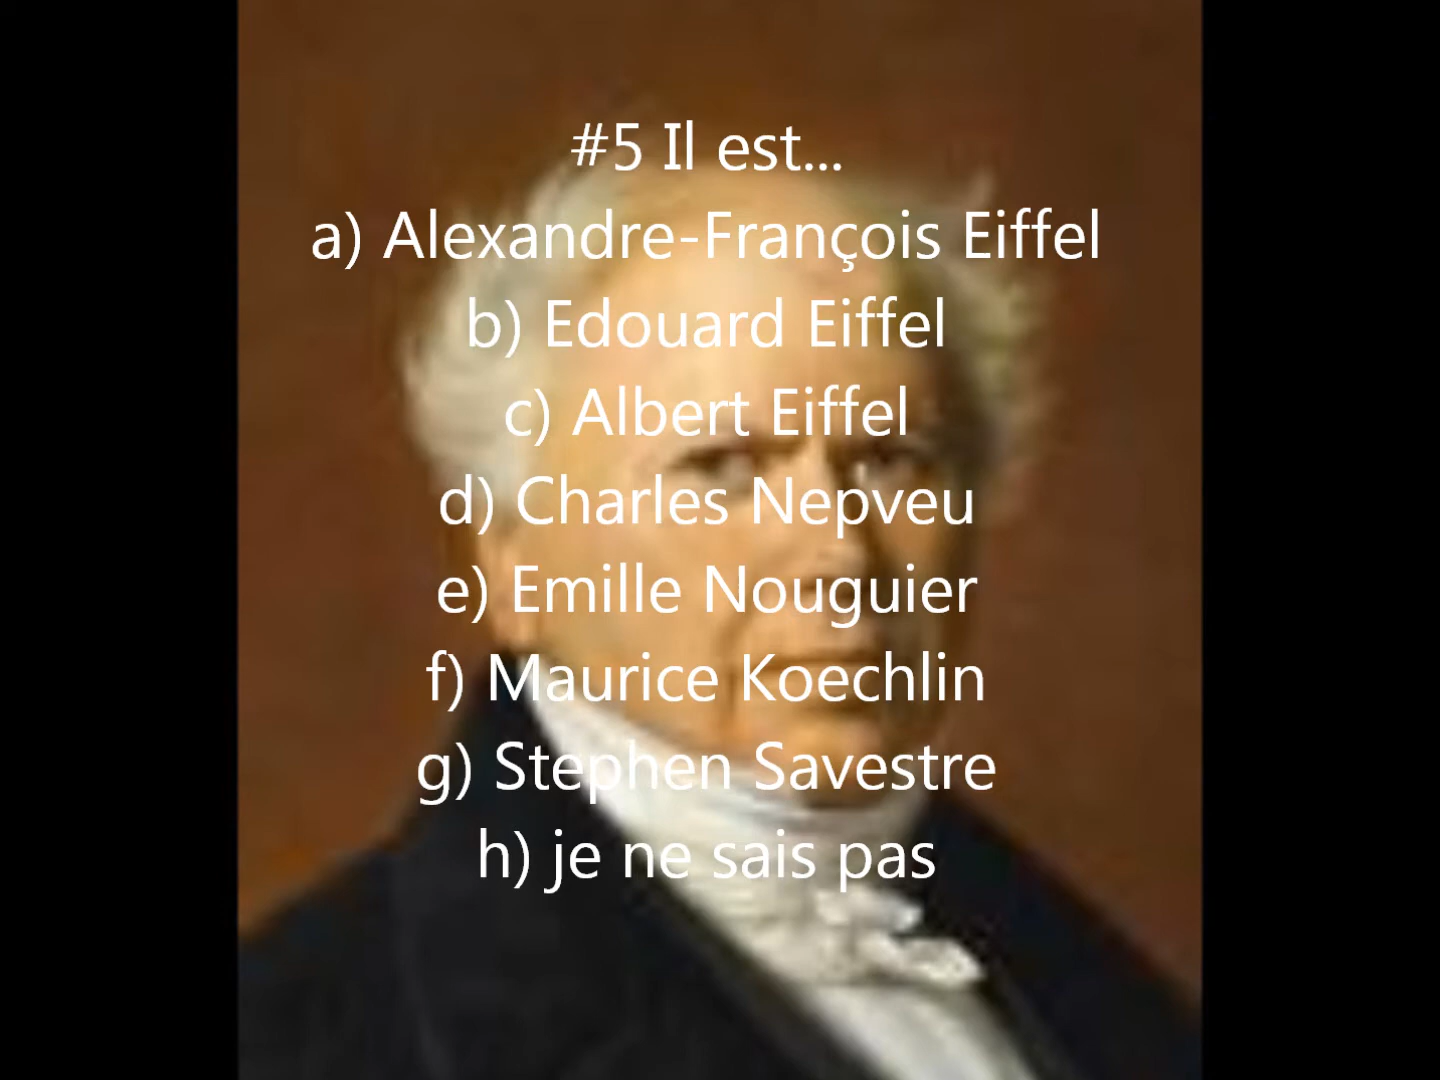 #5 Il est...
a) Alexandre-François Eiffel
b) Edouard Eiffel
c) Albert Eiffel
d) Charles Nepveu
e) Emille Nouguier
f) Maurice Koechlin
g) Stephen Savestre
h) je ne sais pas